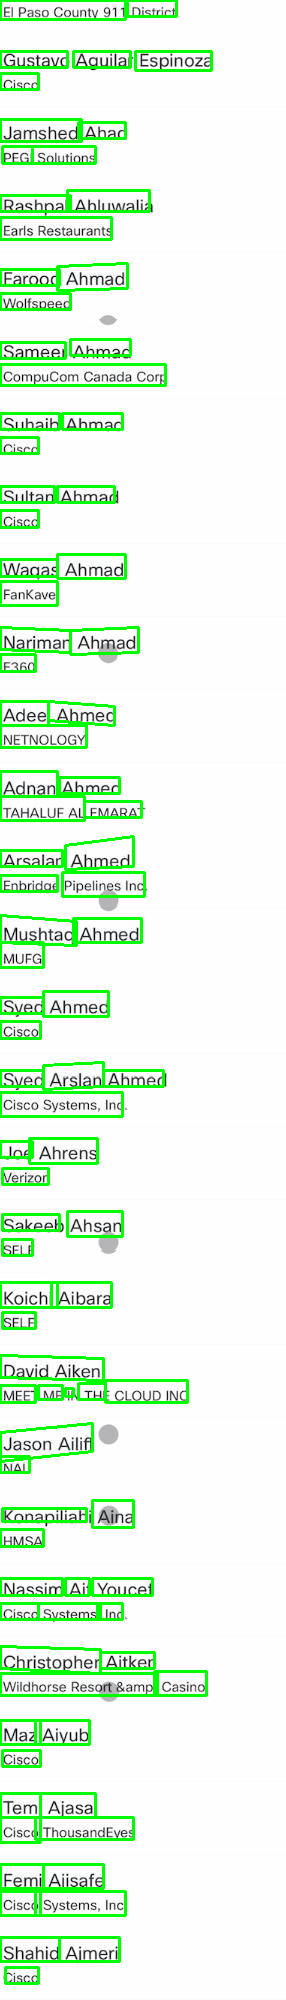 El Paso County 911 District
Gustavo Aguilar Espinoza
Cisco
Jamshed Ahad
PEG Solutions
Rashpal Ahluwalia
Earls Restaurants
Farooq Ahmad
Wolfspeed
Sameer Ahmad
CompuCom Canada Corp
Suhaib Ahmad
Cisco
Sultan Ahmad
Cisco
Waqas Ahmad
FanKave
Nariman Ahmad
E360
Adeel Ahmed
NETNOLOGY
Adnan Ahmed
TAHALUF AL EMARAT
Arsalan Ahmed
Enbridge Pipelines Inc.
Mushtaq Ahmed
MUFG
Syed Ahmed
Cisco
Syed Arslan Ahmed
Cisco Systems, Inc.
Joe Ahrens
Verizon
Sakeeb Ahsan
SELF
Koichi Aibara
SELF
David Aiken
MEET ME IN THE CLOUD INC
Jason Ailiff
NAI
Konapiliahi Aina
HMSA
Nassim Ait Youcef
Cisco Systems, Inc.
Christopher Aitken
Wildhorse Resort &amp; Casino
Maz Aiyub
Cisco
Temi Ajasa
Cisco ThousandEyes
Femi Ajisafe
Cisco Systems, Inc
Shahid Ajmeri
Cisco